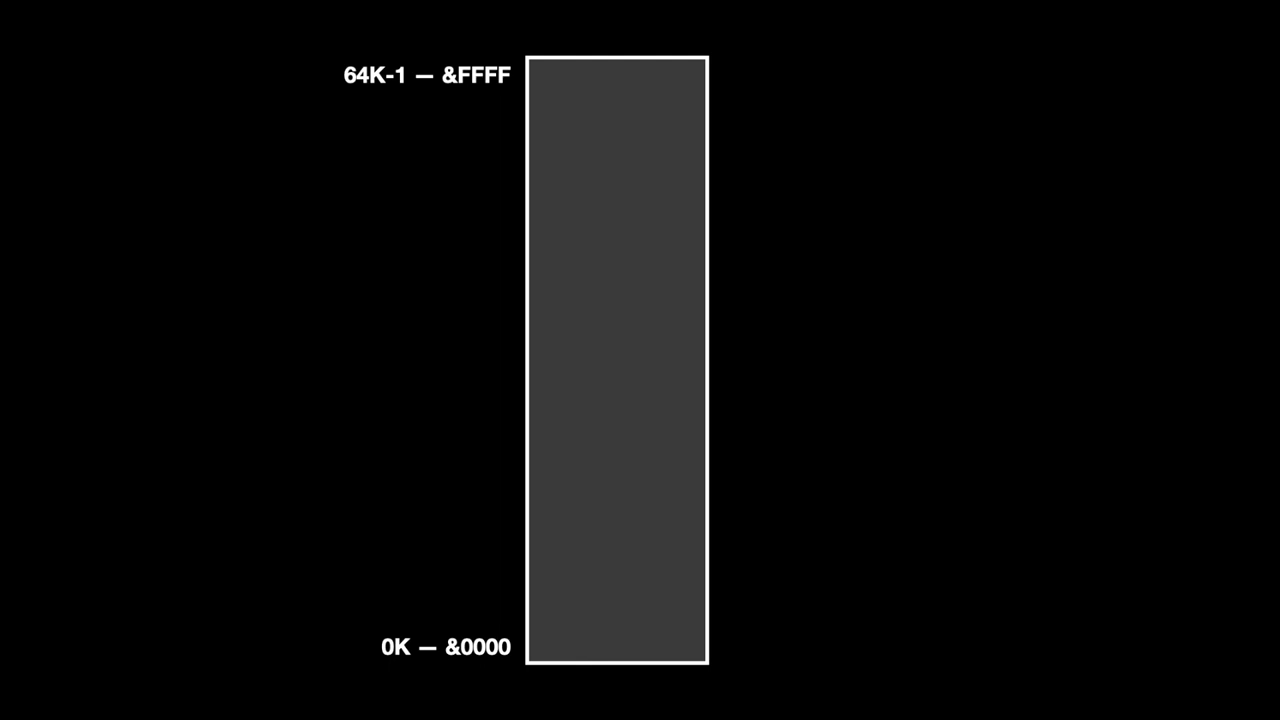 64K-1 — &FFFF
0K — &0000